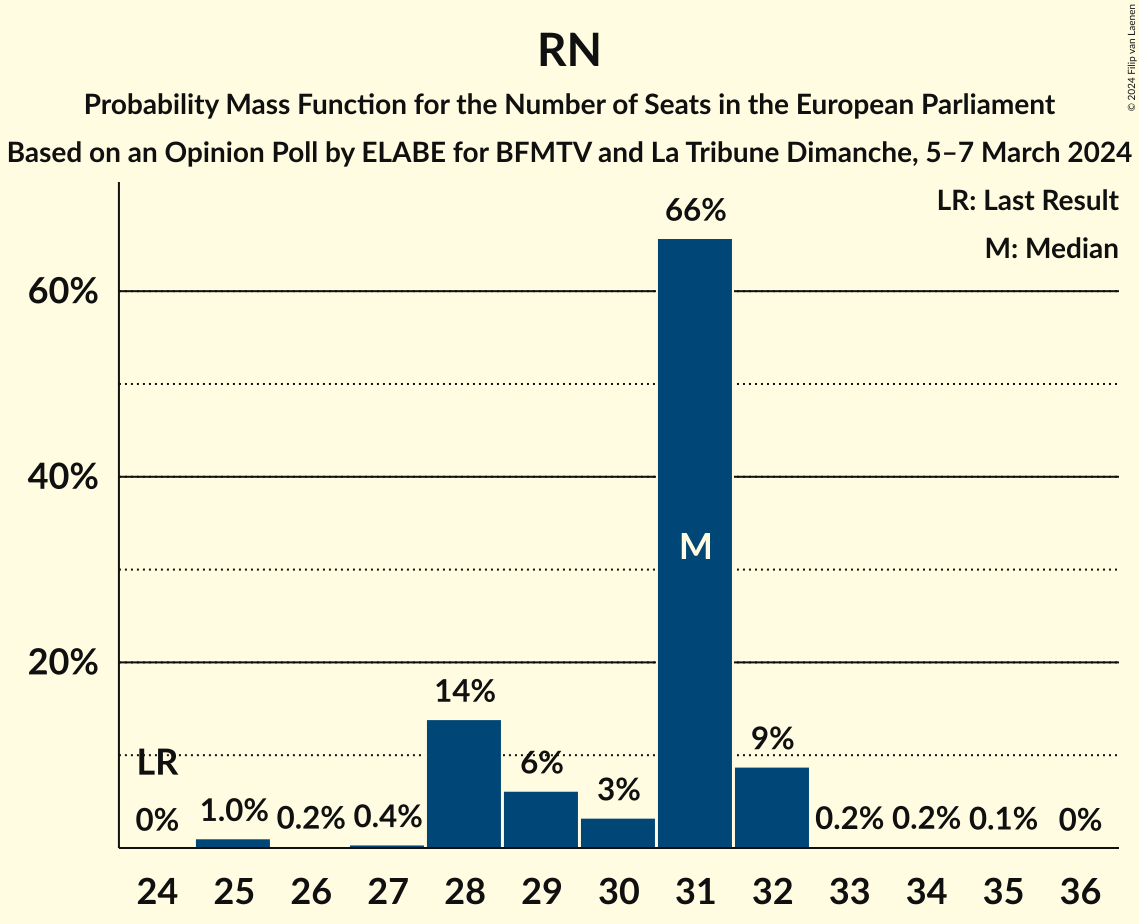 RN
Probability Mass Function for the Number of Seats in the European Parliament
Based on an Opinion Poll by ELABE for BFMTV and La Tribune Dimanche, 5–7 March 2024
© 2024 Filip van Laenen
LR: Last Result
M: Median
60%
40%
20%
LR
0%
1.0%
0.2%
0.4%
14%
6%
3%
66%
M
9%
0.2%
0.2%
0.1%
0%
24 25 26 27 28 29 30 31 32 33 34 35 36